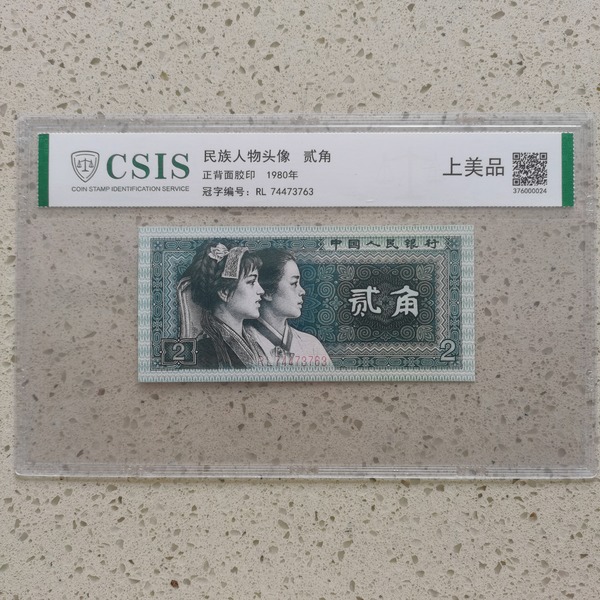 CSIS
COIN STAMP IDENTIFICATION SERVICE
民族人物头像 贰角
正背面胶印 1980年
冠字编号：RL 74473763
上美品
376000024
中国人民银行
贰角
2
2
RL74473763